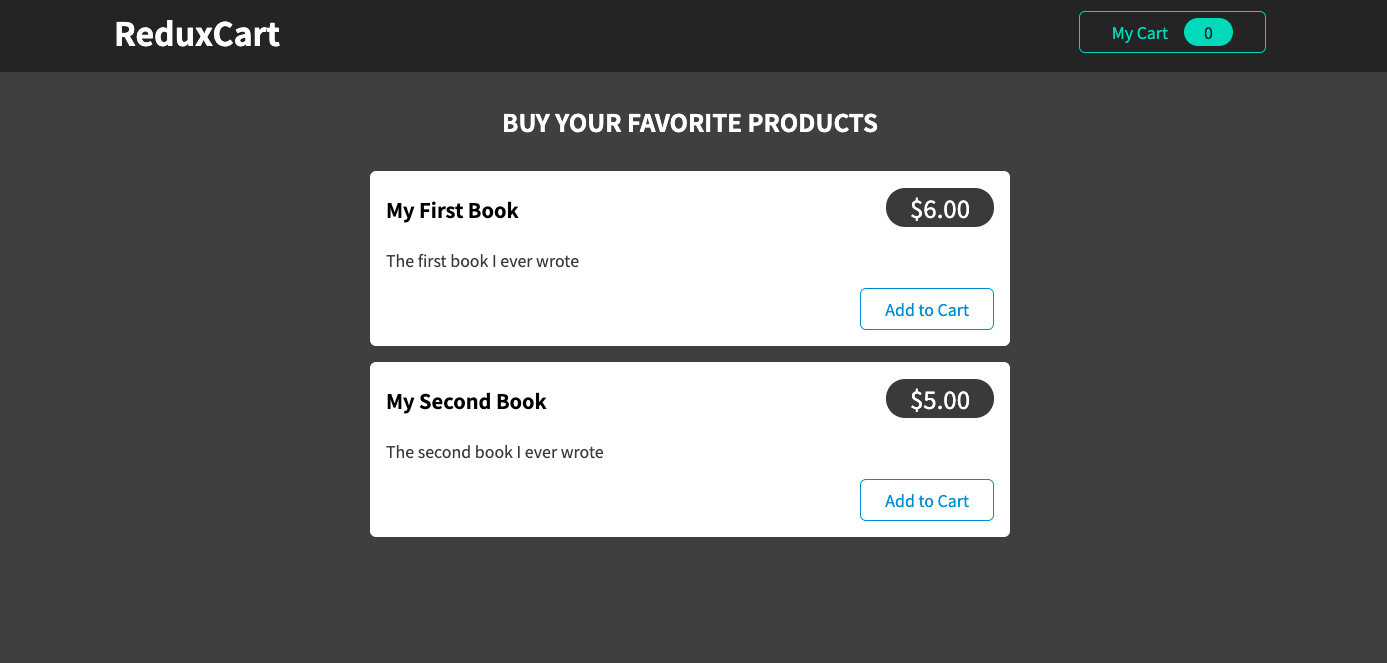 ReduxCart
My Cart 0
BUY YOUR FAVORITE PRODUCTS
My First Book
$6.00
The first book I ever wrote
Add to Cart
My Second Book
$5.00
The second book I ever wrote
Add to Cart